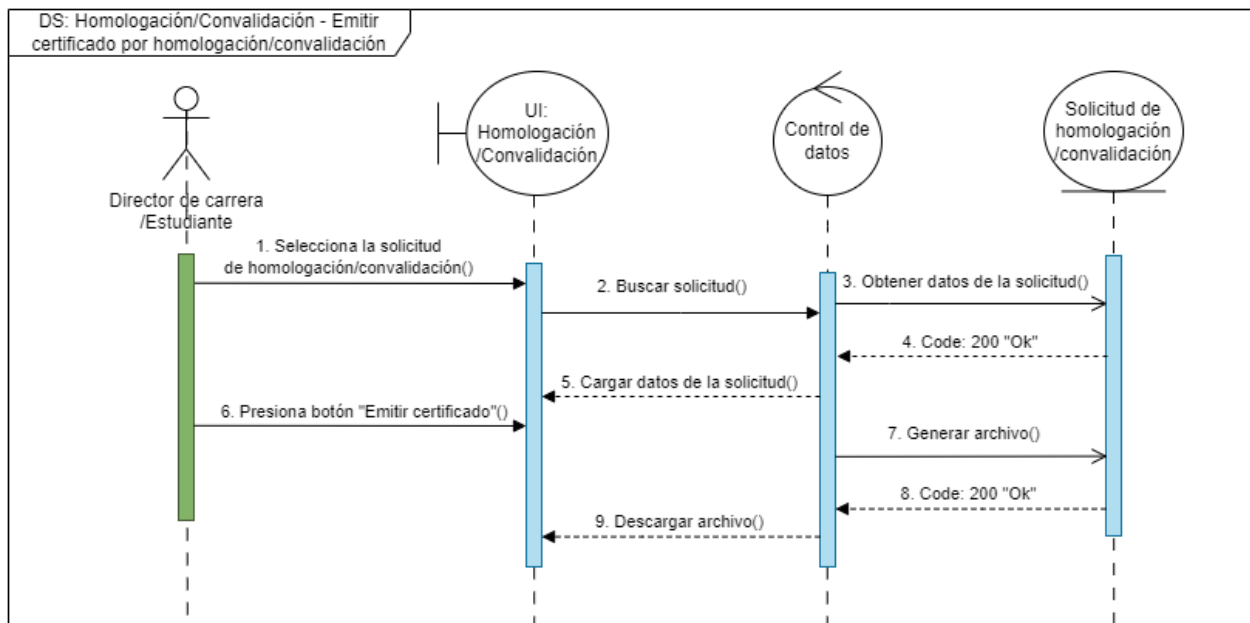 DS: Homologación/Convalidación - Emitir
certificado por homologación/convalidación
UI:
Homologación
/Convalidación
Control de
datos
Solicitud de
homologación
/convalidación
Director de carrera
/Estudiante
1. Selecciona la solicitud
de homologación/convalidación()
2. Buscar solicitud()
3. Obtener datos de la solicitud()
4. Code: 200 "Ok"
5. Cargar datos de la solicitud()
6. Presiona botón "Emitir certificado"()
7. Generar archivo()
8. Code: 200 "Ok"
9. Descargar archivo()